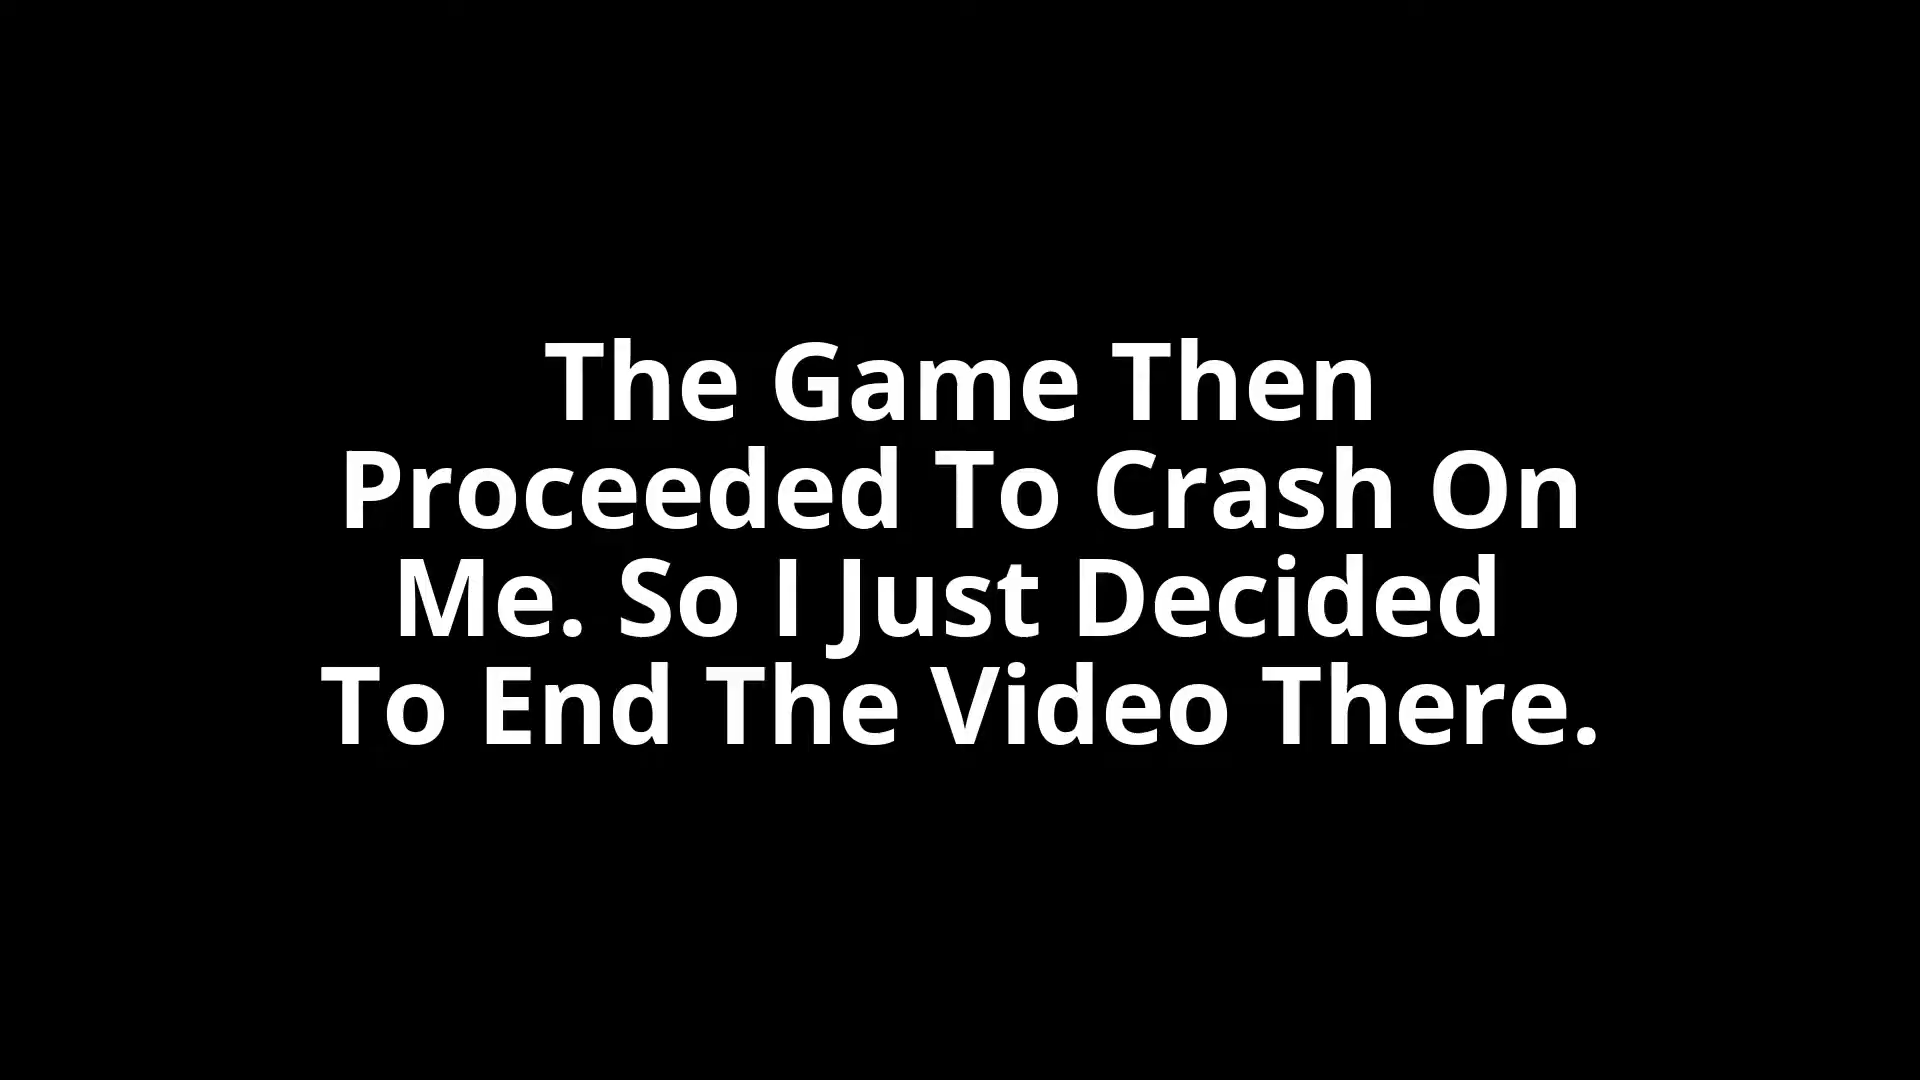 The Game Then
Proceeded To Crash On
Me. So I Just Decided
To End The Video There.